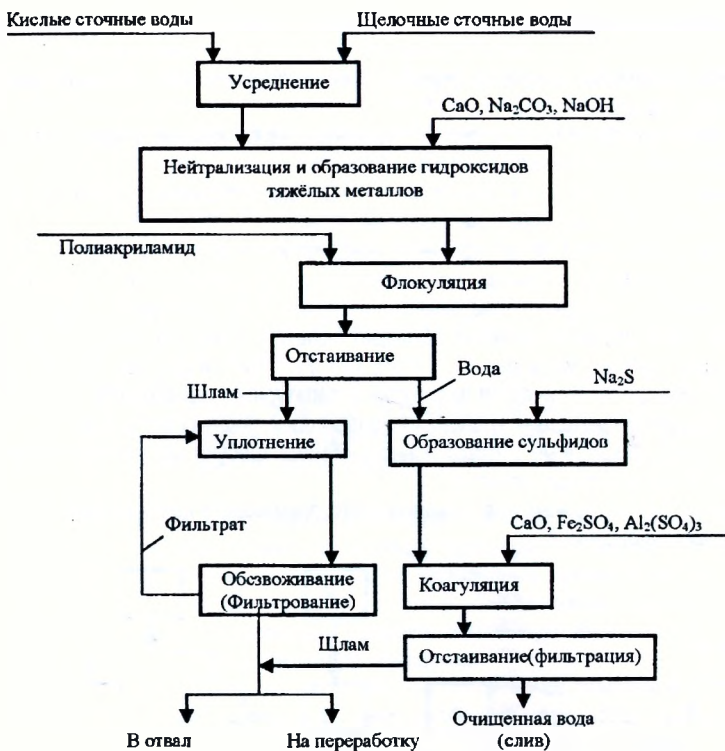 Кислые сточные воды
Щелочные сточные воды
Усреднение
CaO, Na₂CO₃, NaOH
Нейтрализация и образование гидроксидов
тяжёлых металлов
Полиакриламид
Флокуляция
Отстаивание
Шлам
Вода
Na₂S
Уплотнение
Образование сульфидов
Фильтрат
CaO, Fe₂SO₄, Al₂(SO₄)₃
Обезвоживание
(Фильтрование)
Коагуляция
Шлам
Отстаивание(фильтрация)
В отвал
На переработку
Очищенная вода
(слив)